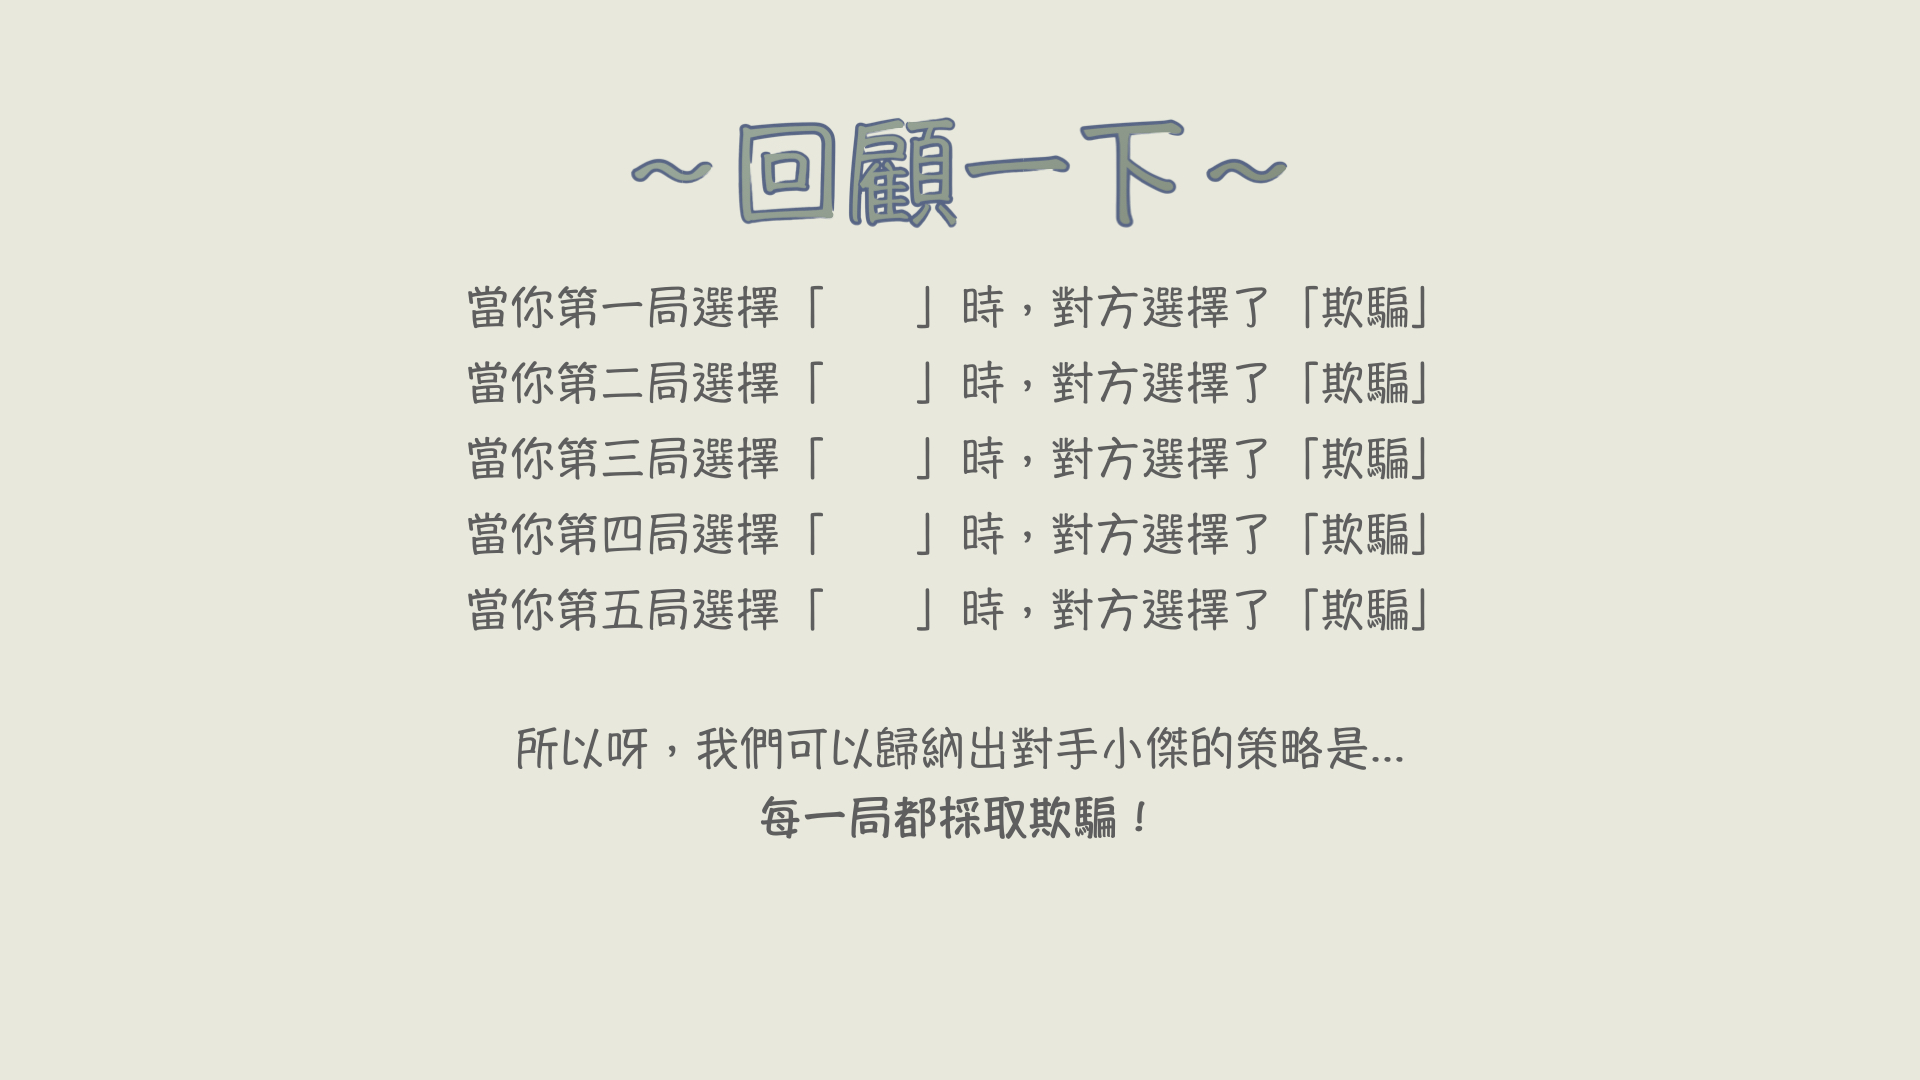 ～回顧一下～
當你第一局選擇「　　」時，對方選擇了「欺騙」
當你第二局選擇「　　」時，對方選擇了「欺騙」
當你第三局選擇「　　」時，對方選擇了「欺騙」
當你第四局選擇「　　」時，對方選擇了「欺騙」
當你第五局選擇「　　」時，對方選擇了「欺騙」
所以呀，我們可以歸納出對手小傑的策略是...
每一局都採取欺騙！